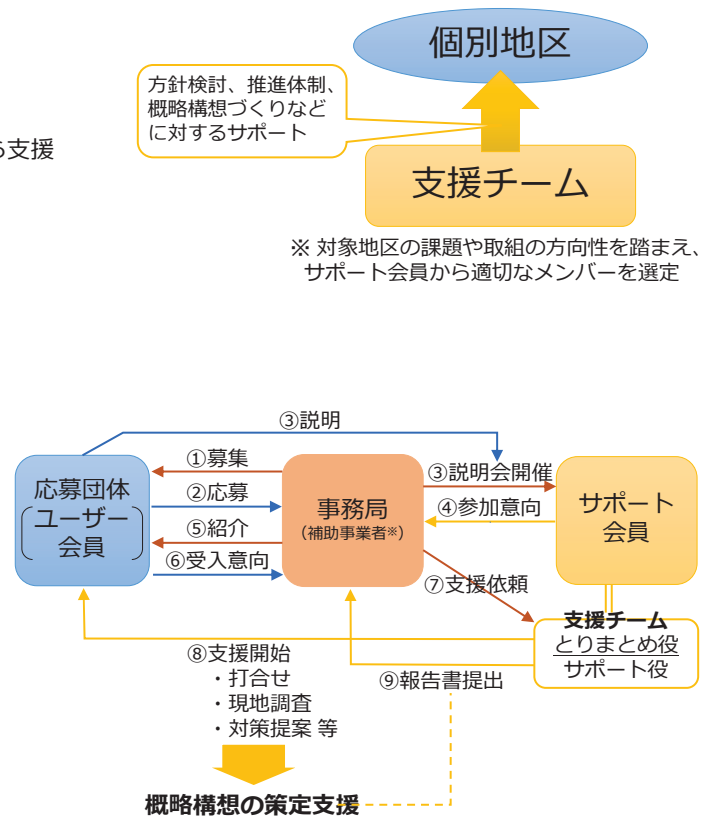 個別地区
方針検討、推進体制、
概略構想づくりなど
に対するサポート
支援
支援チーム
※ 対象地区の課題や取組の方向性を踏まえ、
サポート会員から適切なメンバーを選定
③説明
①募集
②応募
⑤紹介
⑥受入意向
応募団体
ユーザー
会員
事務局
(補助事業者※)
③説明会開催
④参加意向
サポート
会員
⑦支援依頼
支援チーム
とりまとめ役
サポート役
⑧支援開始
・打合せ
・現地調査
・対策提案 等
⑨報告書提出
概略構想の策定支援